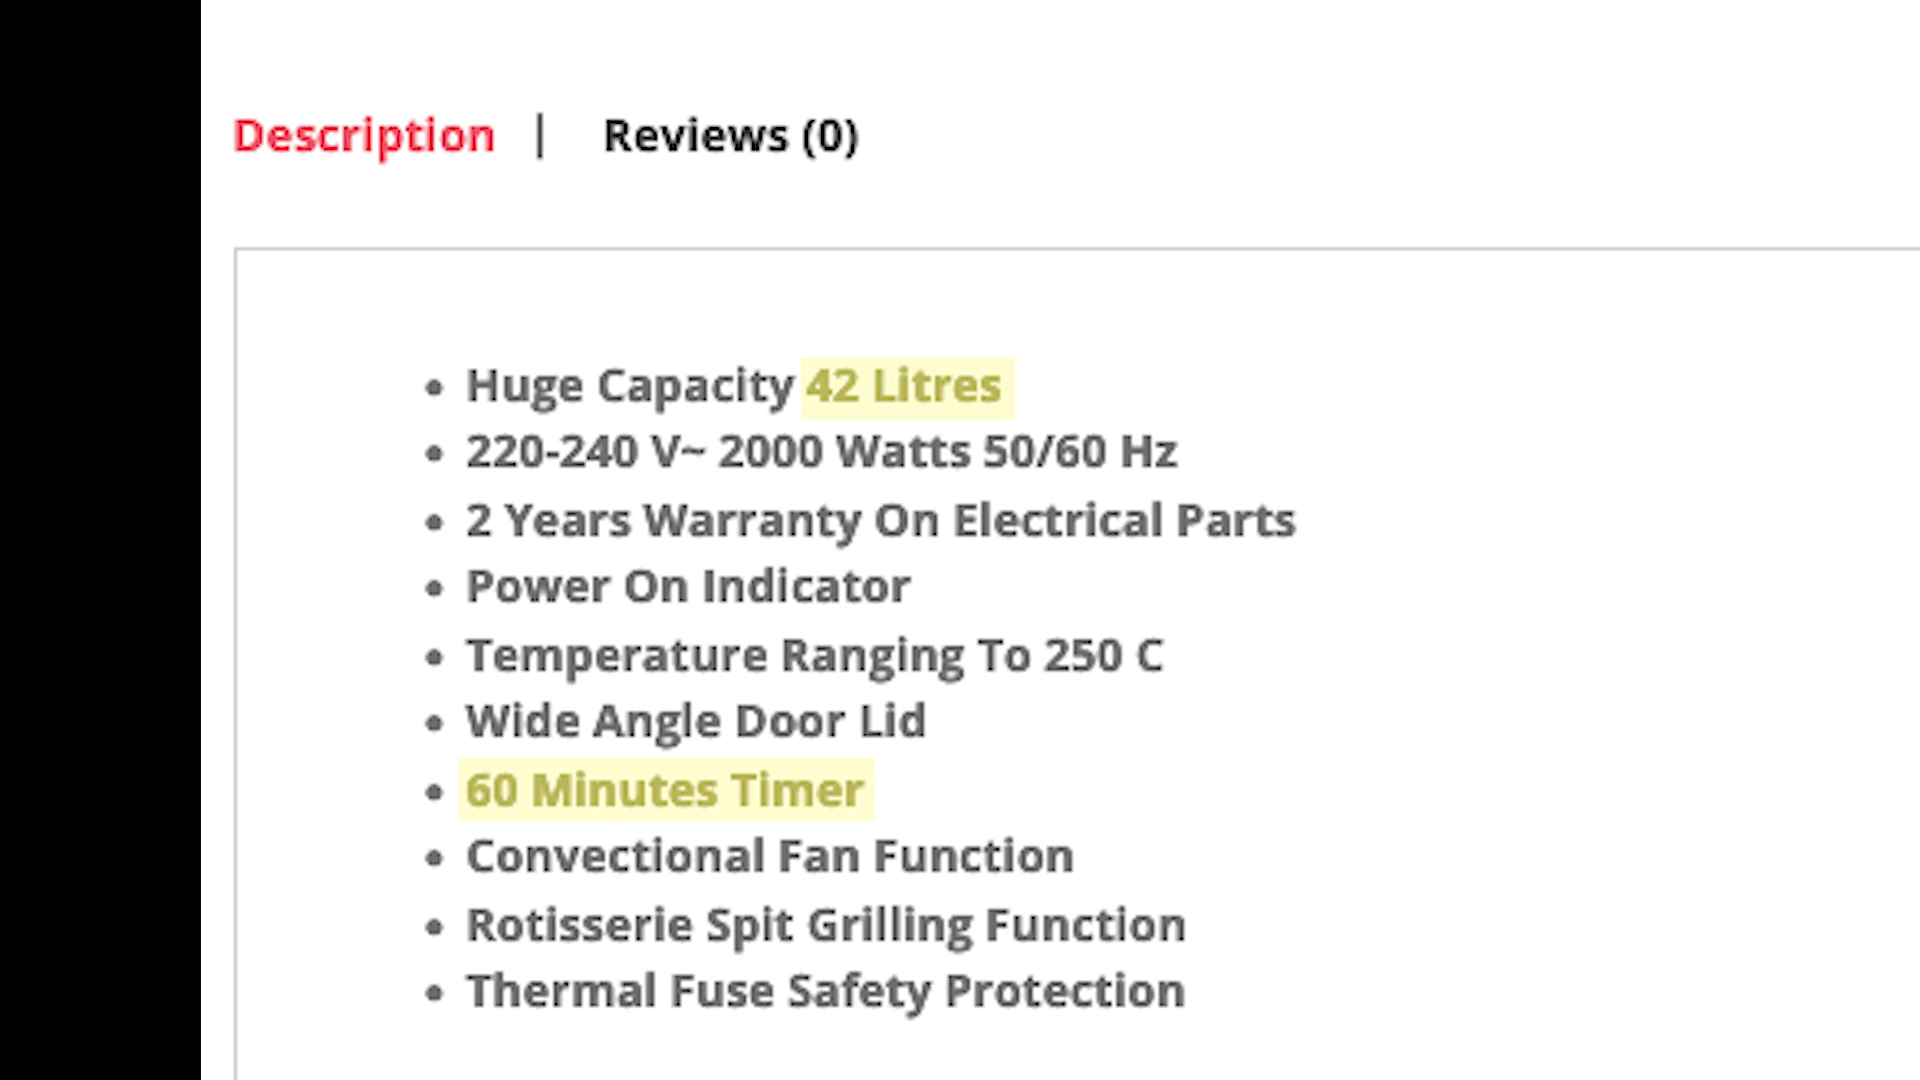 Description | Reviews (0)
• Huge Capacity 42 Litres
• 220-240 V~ 2000 Watts 50/60 Hz
• 2 Years Warranty On Electrical Parts
• Power On Indicator
• Temperature Ranging To 250 C
• Wide Angle Door Lid
• 60 Minutes Timer
• Convectional Fan Function
• Rotisserie Spit Grilling Function
• Thermal Fuse Safety Protection